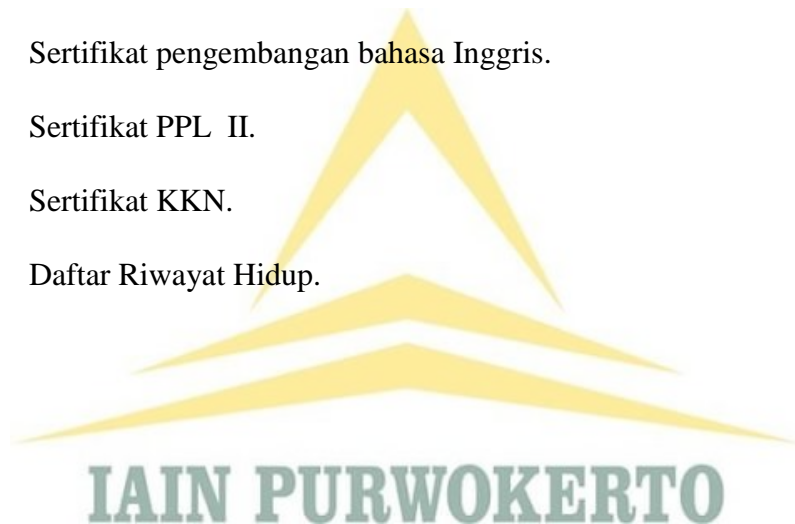 Sertifikat pengembangan bahasa Inggris.
Sertifikat PPL  II.
Sertifikat KKN.
Daftar Riwayat Hidup.
IAIN PURWOKERTO